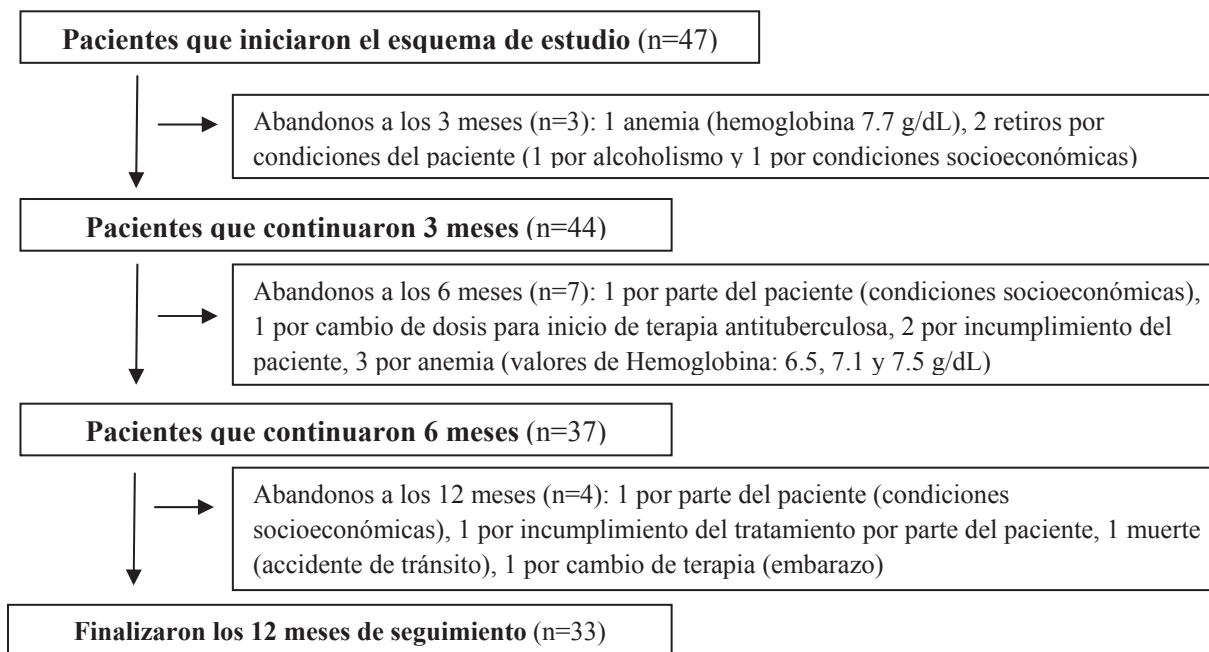 Pacientes que iniciaron el esquema de estudio (n=47)
Abandonos a los 3 meses (n=3): 1 anemia (hemoglobina 7.7 g/dL), 2 retiros por
condiciones del paciente (1 por alcoholismo y 1 por condiciones socioeconómicas)
Pacientes que continuaron 3 meses (n=44)
Abandonos a los 6 meses (n=7): 1 por parte del paciente (condiciones socioeconómicas),
1 por cambio de dosis para inicio de terapia antituberculosa, 2 por incumplimiento del
paciente, 3 por anemia (valores de Hemoglobina: 6.5, 7.1 y 7.5 g/dL)
Pacientes que continuaron 6 meses (n=37)
Abandonos a los 12 meses (n=4): 1 por parte del paciente (condiciones
socioeconómicas), 1 por incumplimiento del tratamiento por parte del paciente, 1 muerte
(accidente de tránsito), 1 por cambio de terapia (embarazo)
Finalizaron los 12 meses de seguimiento (n=33)